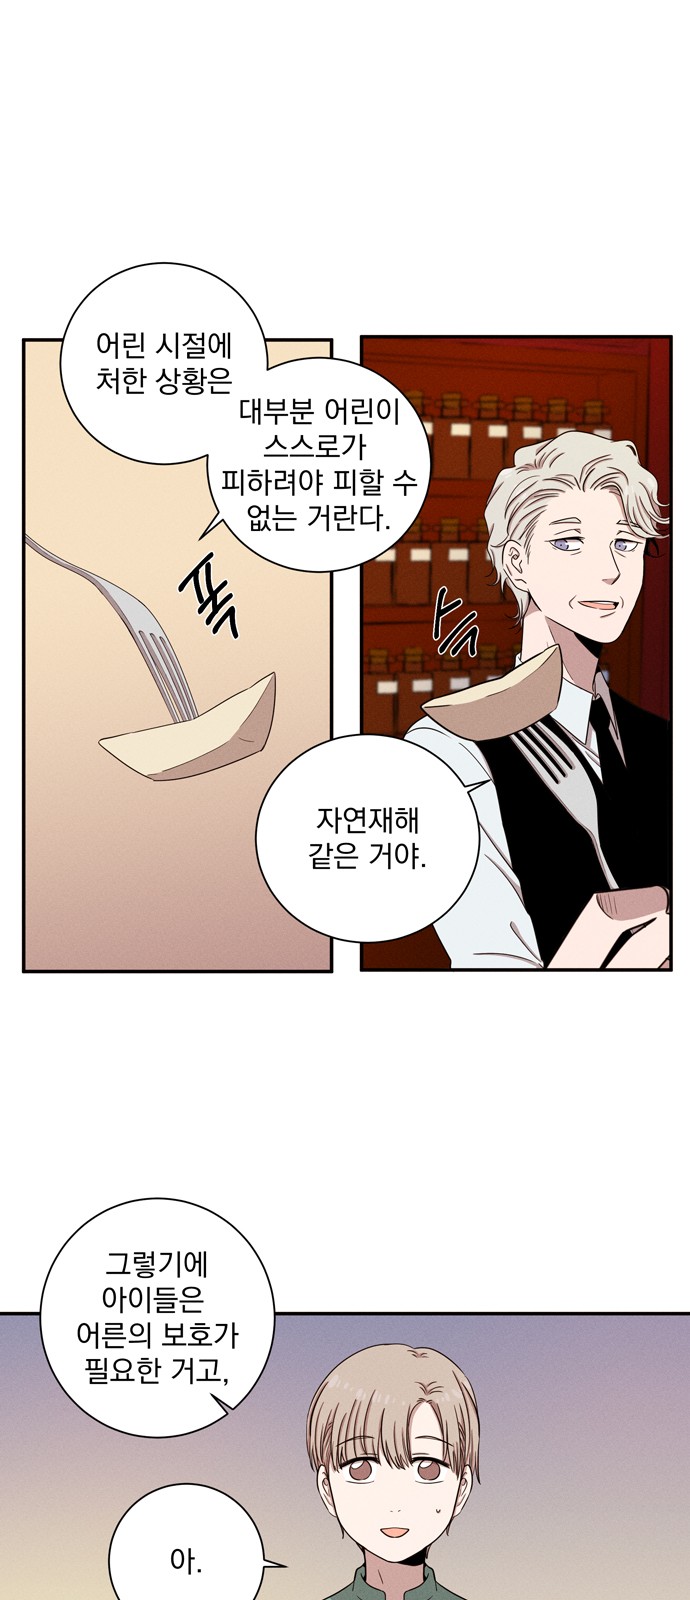 어린 시절에
처한 상황은
대부분 어린이
스스로가
피하려야 피할 수
없는 거란다.
폭
스윽
자연재해
같은 거야.
그렇기에
아이들은
어른의 보호가
필요한 거고,
아.